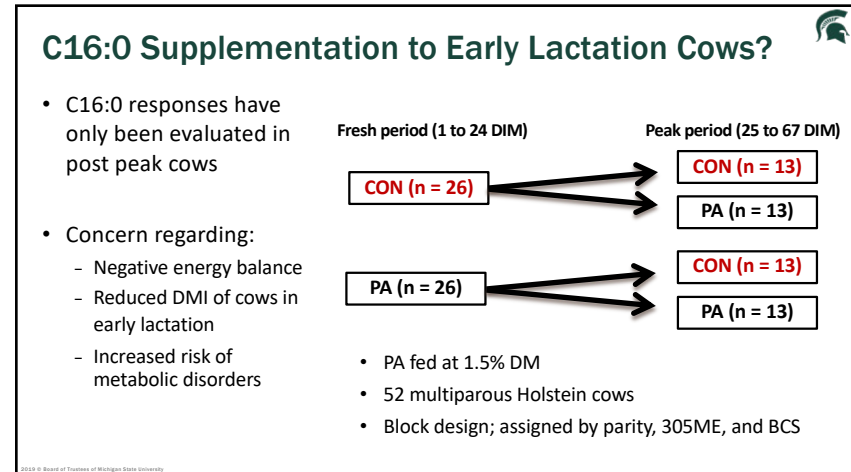 C16:0 Supplementation to Early Lactation Cows?
• C16:0 responses have
only been evaluated in
post peak cows
• Concern regarding:
- Negative energy balance
- Reduced DMI of cows in
early lactation
- Increased risk of
metabolic disorders
Fresh period (1 to 24 DIM)
Peak period (25 to 67 DIM)
CON (n = 26)
CON (n = 13)
PA (n = 13)
PA (n = 26)
CON (n = 13)
PA (n = 13)
• PA fed at 1.5% DM
• 52 multiparous Holstein cows
• Block design; assigned by parity, 305ME, and BCS
2019 © Board of Trustees of Michigan State University